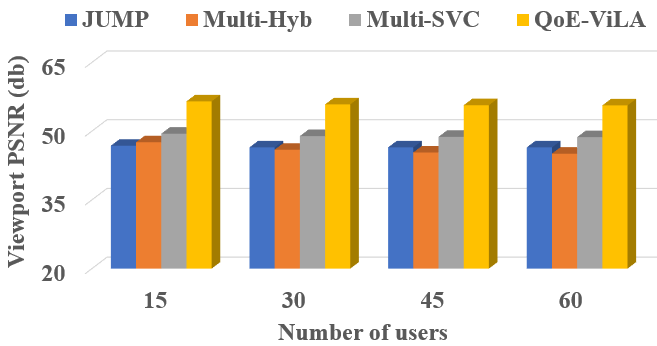 JUMP Multi-Hyb Multi-SVC QoE-ViLA
Viewport PSNR (db)
65
50
35
20
15 30 45 60
Number of users